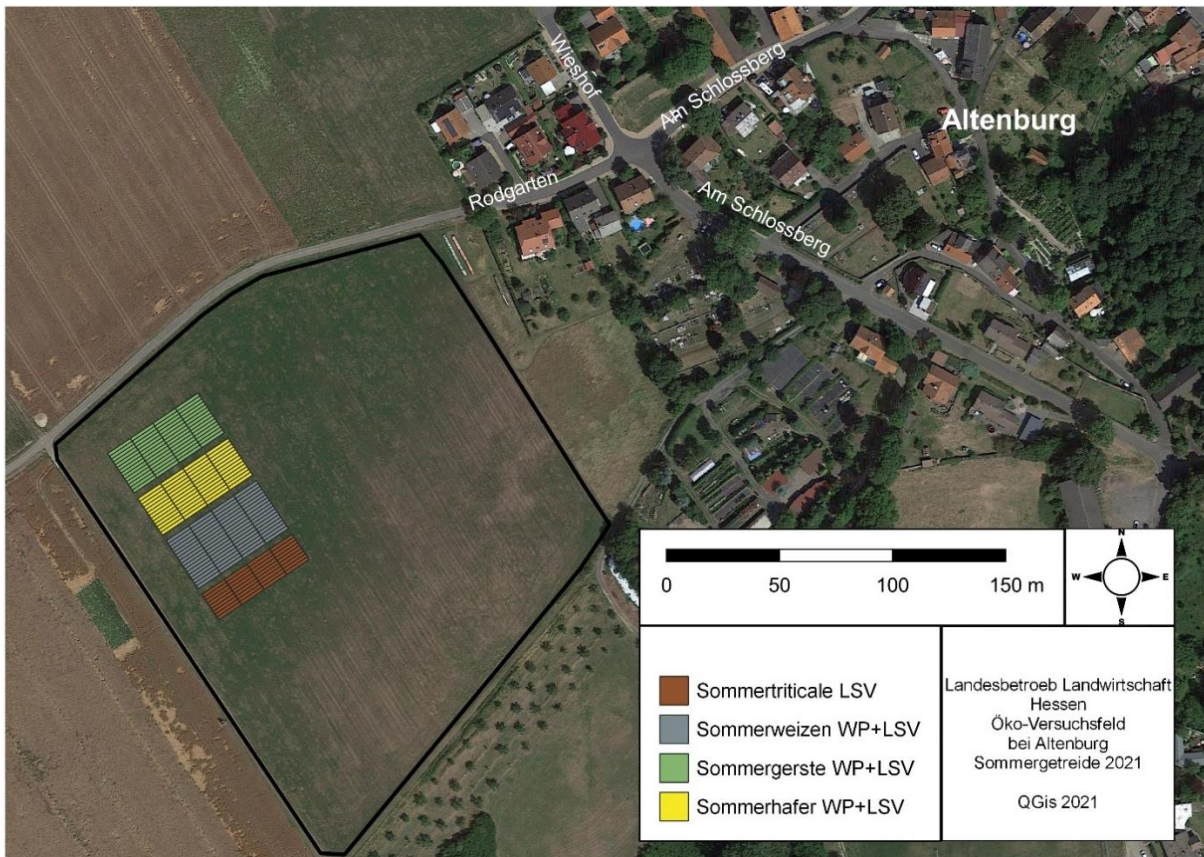 Wieshof
Am Schlossberg
Altenburg
Rodgarten
Am Schlossberg
0 50 100 150 m
N
W E
S
Sommertriticale LSV
Sommerweizen WP+LSV
Sommergerste WP+LSV
Sommerhafer WP+LSV
Landesbetroeb Landwirtschaft
Hessen
Öko-Versuchsfeld
bei Altenburg
Sommergetreide 2021
QGis 2021